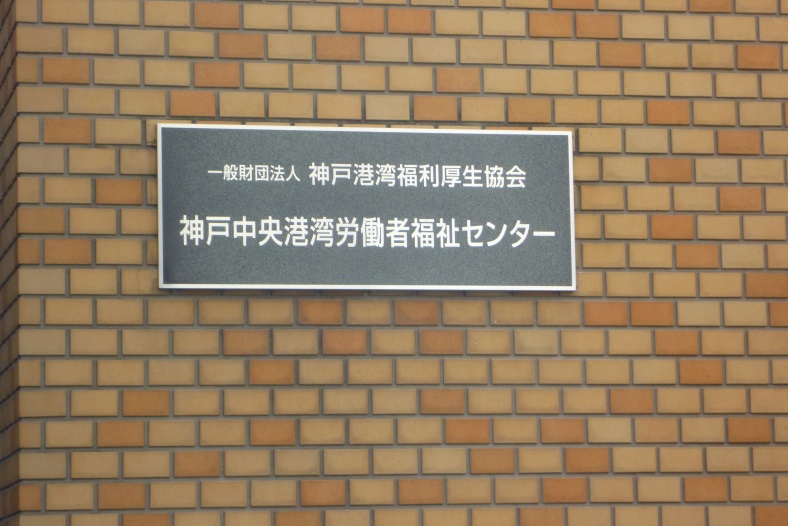 一般財団法人 神戸港湾福利厚生協会
神戸中央港湾労働者福祉センター